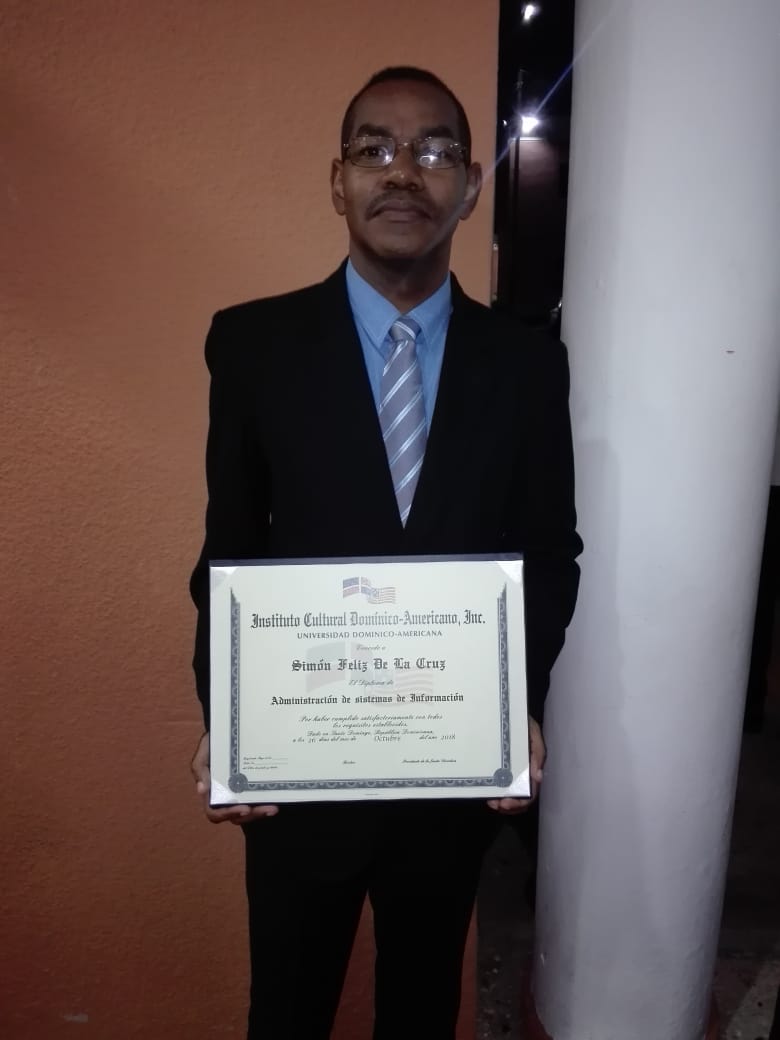 Instituto Cultural Domínico-Americano, Inc.
UNIVERSIDAD DOMINICO-AMERICANA
Concede a
Simón Feliz De La Cruz
El Diploma de
Administración de sistemas de Información
Por haber cumplido satisfactoriamente con todos
los requisitos establecidos.
Dado en Santo Domingo, República Dominicana,
a los 26 días del mes de Octubre del año 2018
Rector Presidente de la Junta Directiva